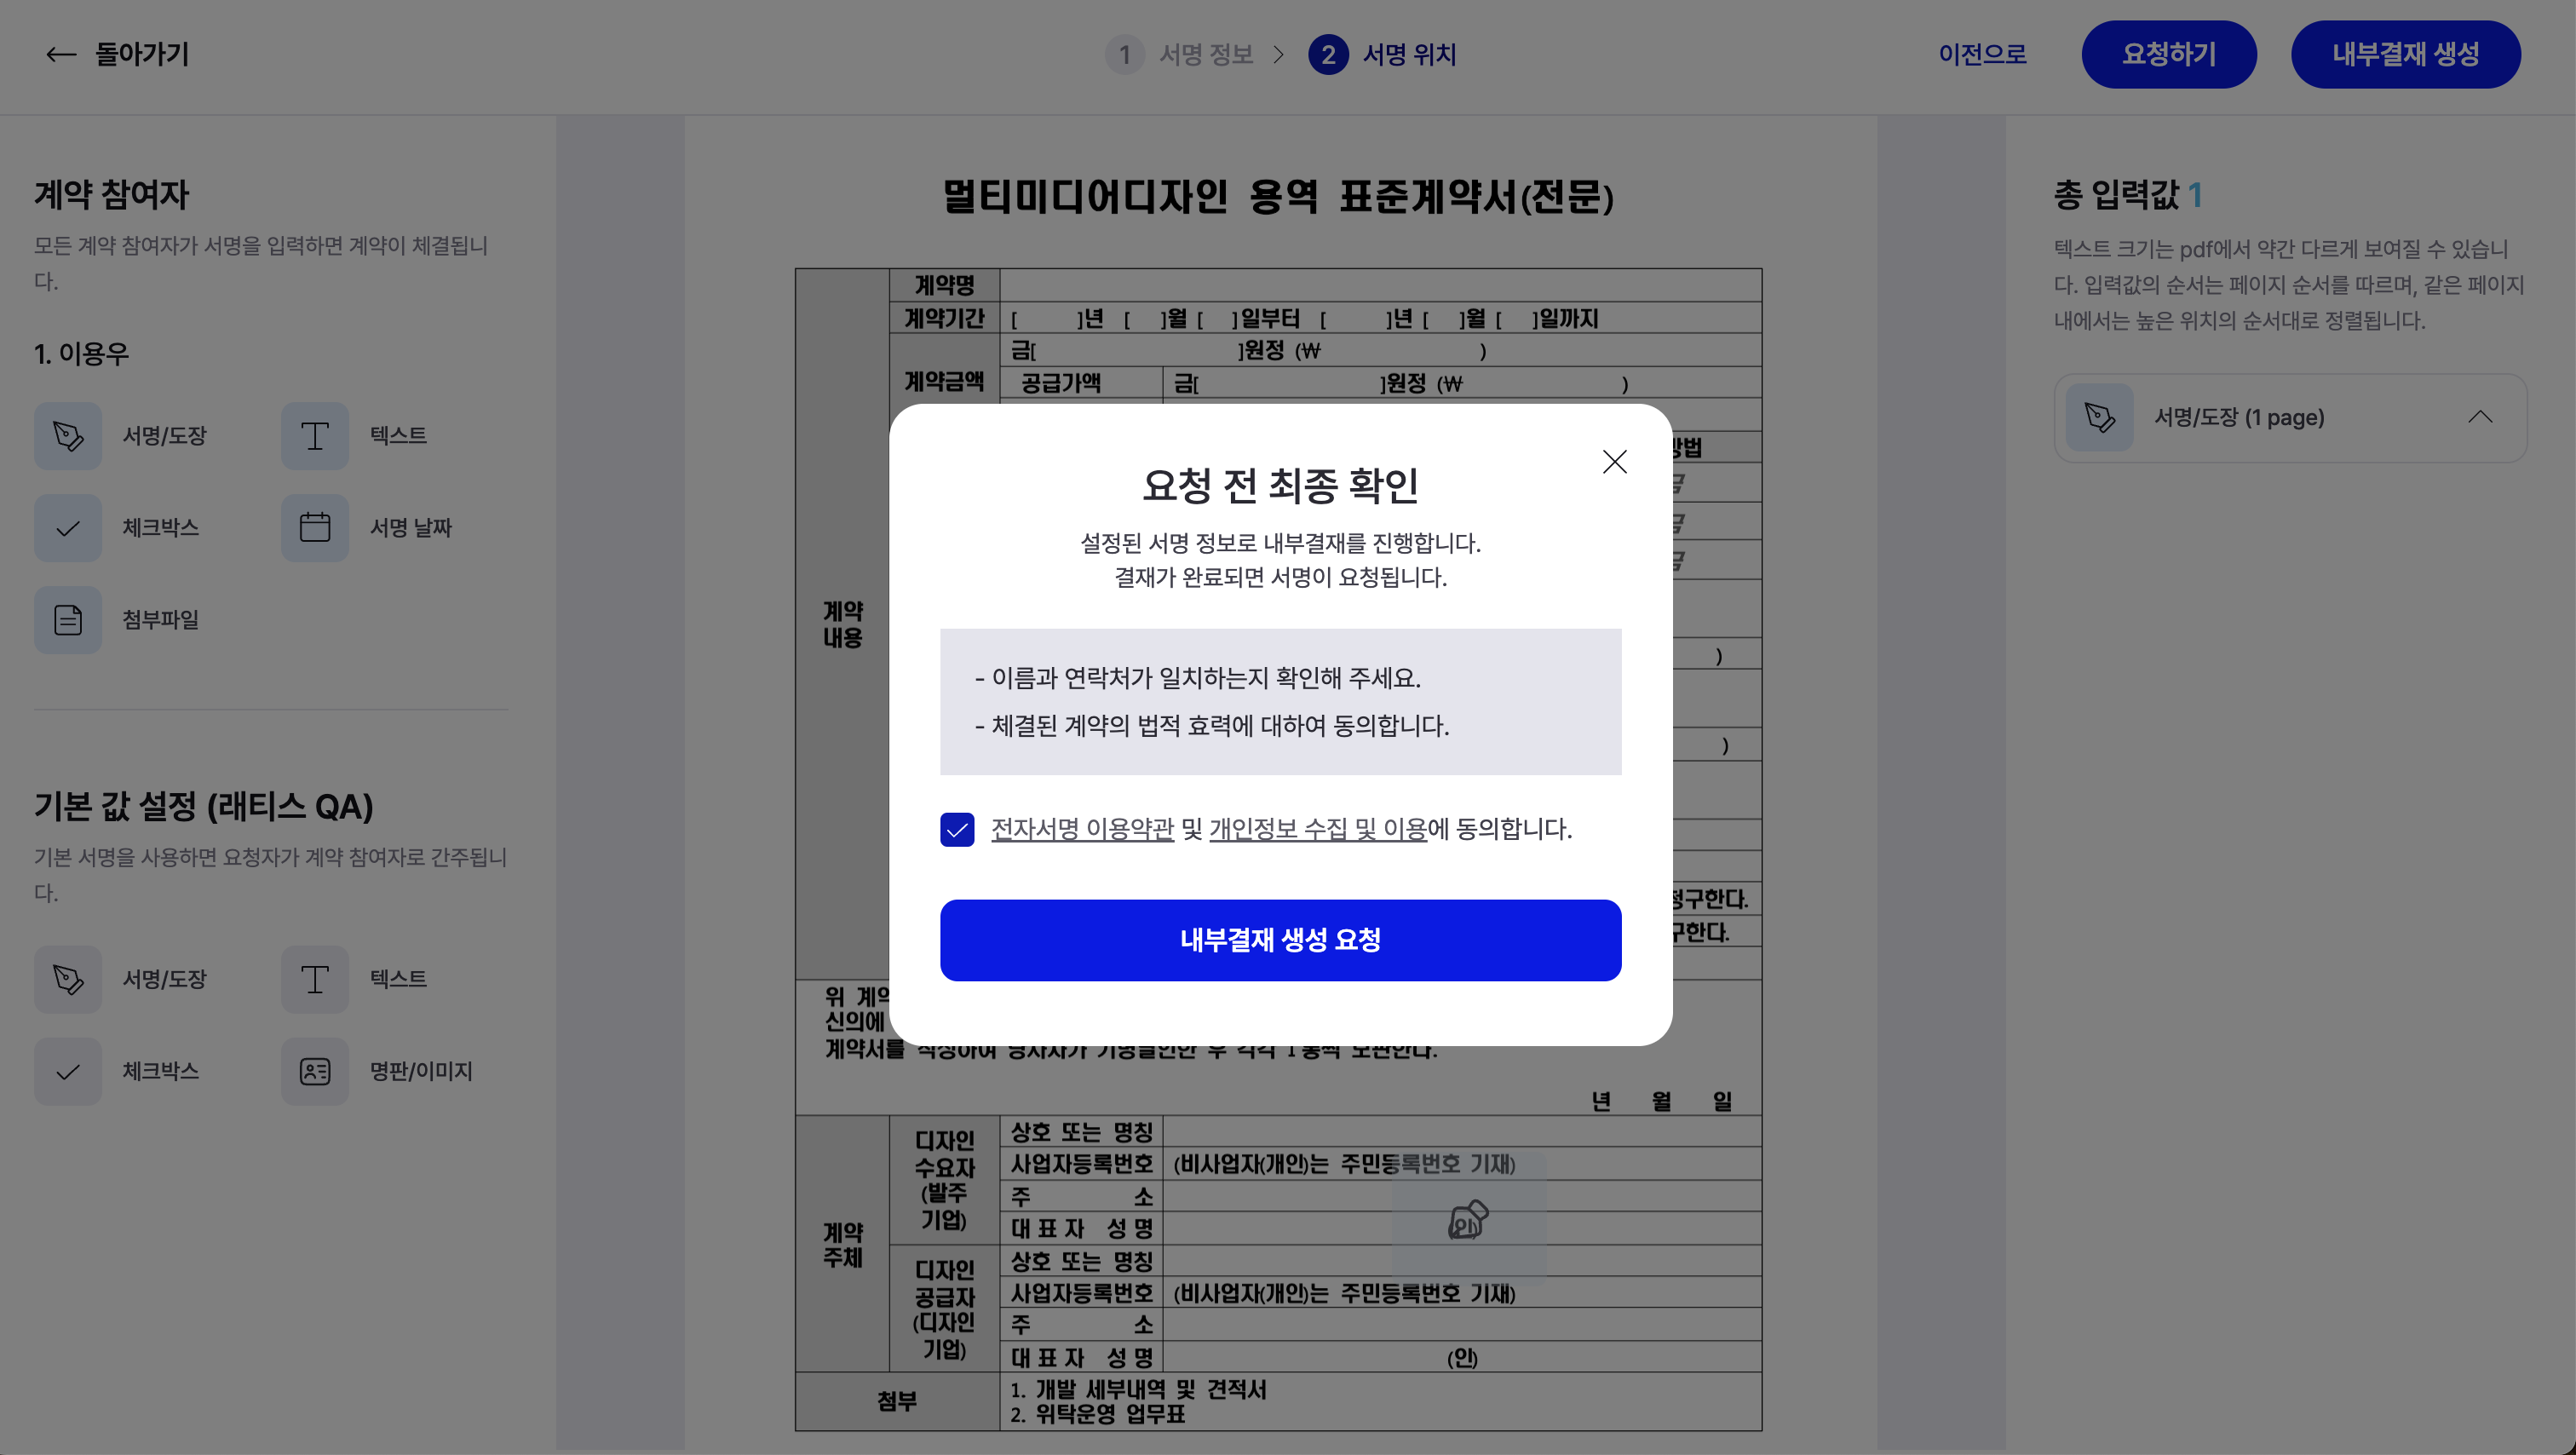 돌아가기
1 서명 정보 > 2 서명 위치
이전으로
요청하기
내부결재 생성
계약 참여자
모든 계약 참여자가 서명을 입력하면 계약이 체결됩니
다.
1. 이용우
서명/도장
텍스트
체크박스
서명 날짜
첨부파일
기본 값 설정 (래티스 QA)
기본 서명을 사용하면 요청자가 계약 참여자로 간주됩니
다.
서명/도장
텍스트
체크박스
명판/이미지
멀티미디어디자인 용역 표준계약서(전문)
계약
내용
계약명
계약기간 [ ]년 [ ]월 [ ]일부터 [ ]년 [ ]월 [ ]일까지
계약금액
금[ ]원정 (₩ )
공급가액 금[ ]원정 (₩ )
요청 전 최종 확인
설정된 서명 정보로 내부결재를 진행합니다.
결재가 완료되면 서명이 요청됩니다.
- 이름과 연락처가 일치하는지 확인해 주세요.
- 체결된 계약의 법적 효력에 대하여 동의합니다.
전자서명 이용약관 및 개인정보 수집 및 이용에 동의합니다.
내부결재 생성 요청
)
)
청구한다.
구한다.
위 계약
신의에
계약서를
년 월 일
계약
주체
디자인
수요자
(발주
기업)
상호 또는 명칭
사업자등록번호 (비사업자(개인)는 주민등록번호 기재)
주 소
대 표 자 성 명 (인)
디자인
공급자
(디자인
기업)
상호 또는 명칭
사업자등록번호 (비사업자(개인)는 주민등록번호 기재)
주 소
대 표 자 성 명 (인)
첨부
1. 개발 세부내역 및 견적서
2. 위탁운영 업무표
총 입력값 1
텍스트 크기는 pdf에서 약간 다르게 보여질 수 있습니
다. 입력값의 순서는 페이지 순서를 따르며, 같은 페이지
내에서는 높은 위치의 순서대로 정렬됩니다.
서명/도장 (1 page)